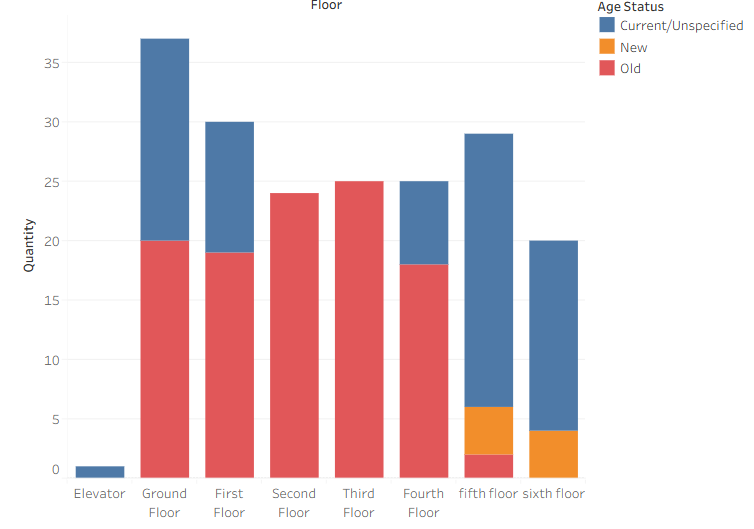 Floor
Age Status
Current/Unspecified
New
Old
Quantity
35
30
25
20
15
10
5
0
Elevator
Ground
Floor
First
Floor
Second
Floor
Third
Floor
Fourth
Floor
fifth floor
sixth floor